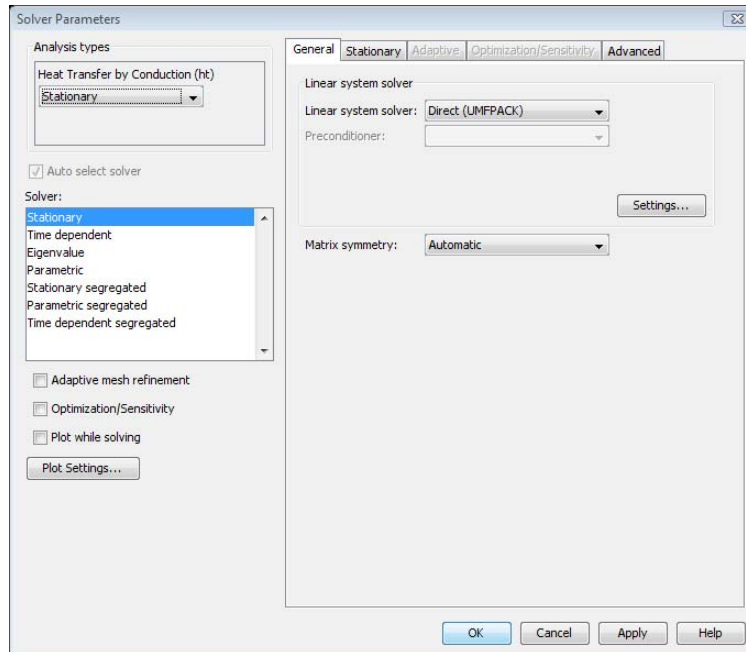 Solver Parameters
Analysis types
Heat Transfer by Conduction (ht)
Stationary
Auto select solver
Solver:
Stationary
Time dependent
Eigenvalue
Parametric
Stationary segregated
Parametric segregated
Time dependent segregated
Adaptive mesh refinement
Optimization/Sensitivity
Plot while solving
Plot Settings...
General Stationary Adaptive Optimization/Sensitivity Advanced
Linear system solver
Linear system solver: Direct (UMFPACK)
Preconditioner:
Settings...
Matrix symmetry: Automatic
OK Cancel Apply Help